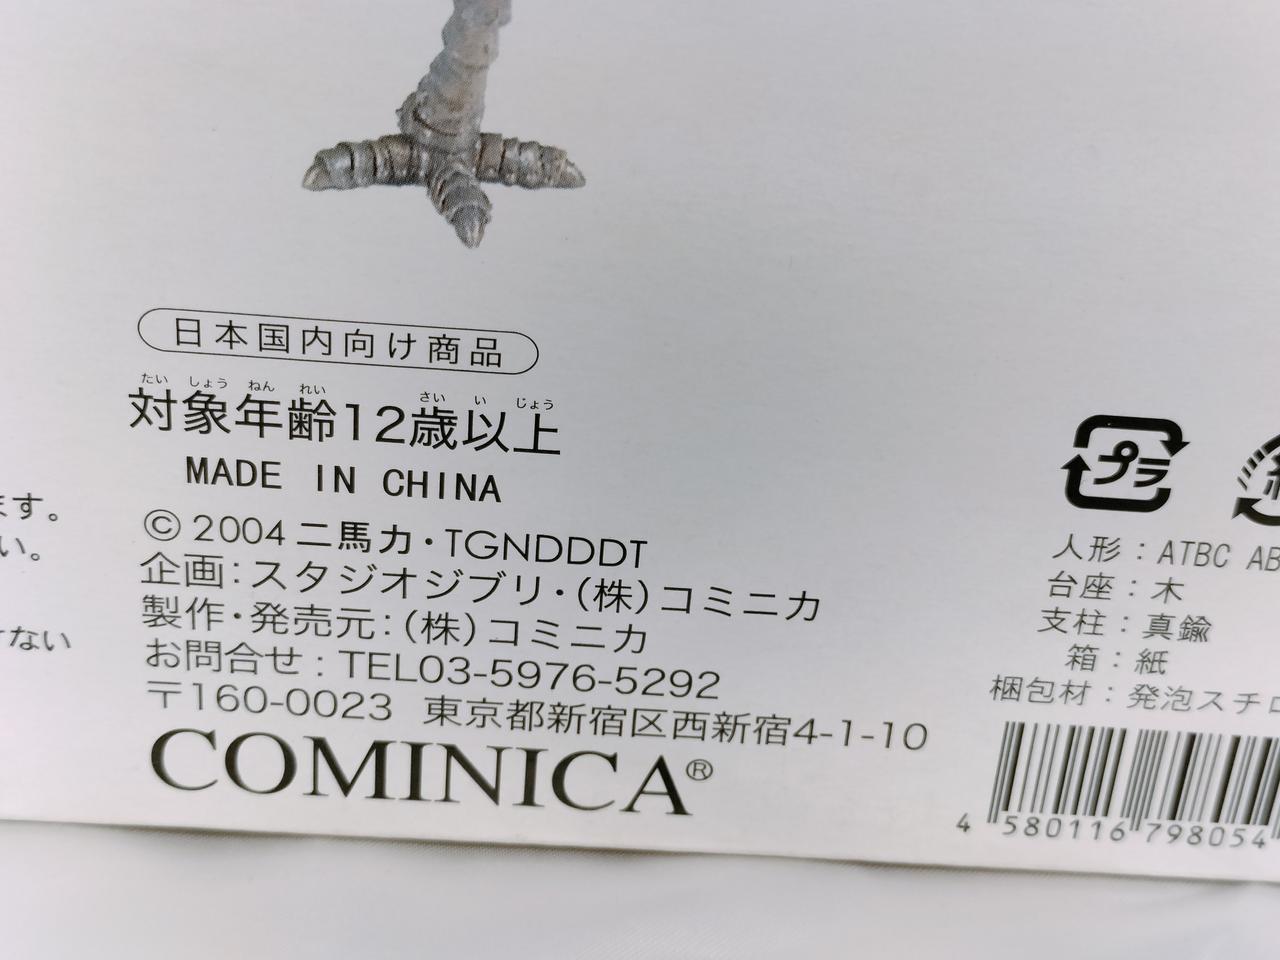 日本国内向け商品
たい しょう ねん れい さい い じょう
対象年齢12歳以上
MADE IN CHINA
© 2004 二馬力・TGNDDDT
企画:スタジオジブリ・(株)コミニカ
製作・発売元:(株)コミニカ
お問合せ:TEL03-5976-5292
〒160-0023 東京都新宿区西新宿4-1-10
COMINICA®
ます。
い。
ない
プラ
人形:ATBC AB
台座:木
支柱:真鍮
箱:紙
梱包材:発泡スチロ
4 580116 798054